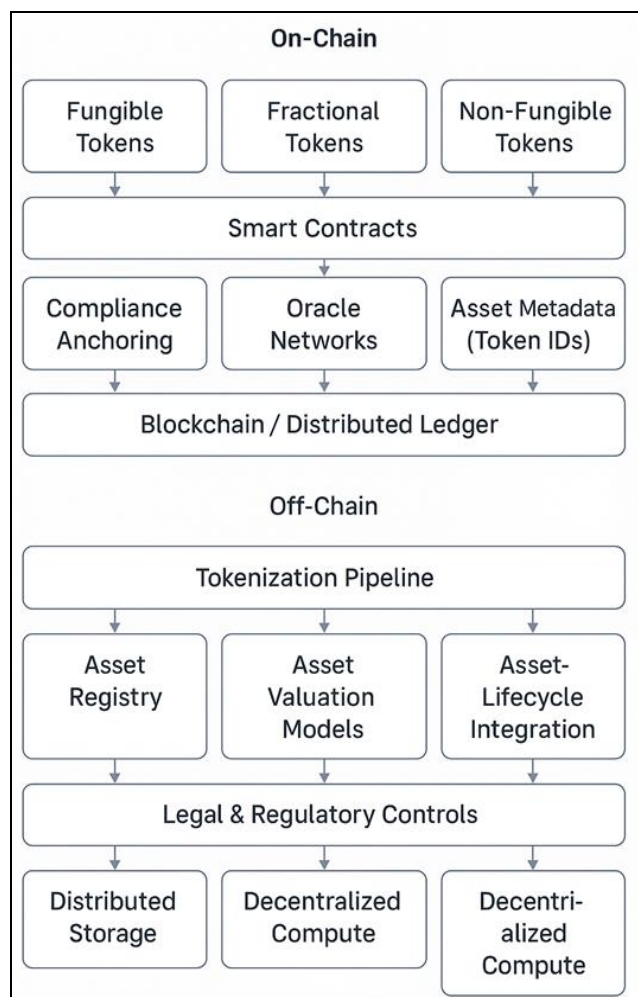 On-Chain
Fungible
Tokens
Fractional
Tokens
Non-Fungible
Tokens
Smart Contracts
Compliance
Anchoring
Oracle
Networks
Asset Metadata
(Token IDs)
Blockchain / Distributed Ledger
Off-Chain
Tokenization Pipeline
Asset
Registry
Asset
Valuation
Models
Asset-
Lifecycle
Integration
Legal & Regulatory Controls
Distributed
Storage
Decentralized
Compute
Decentri-
alized
Compute